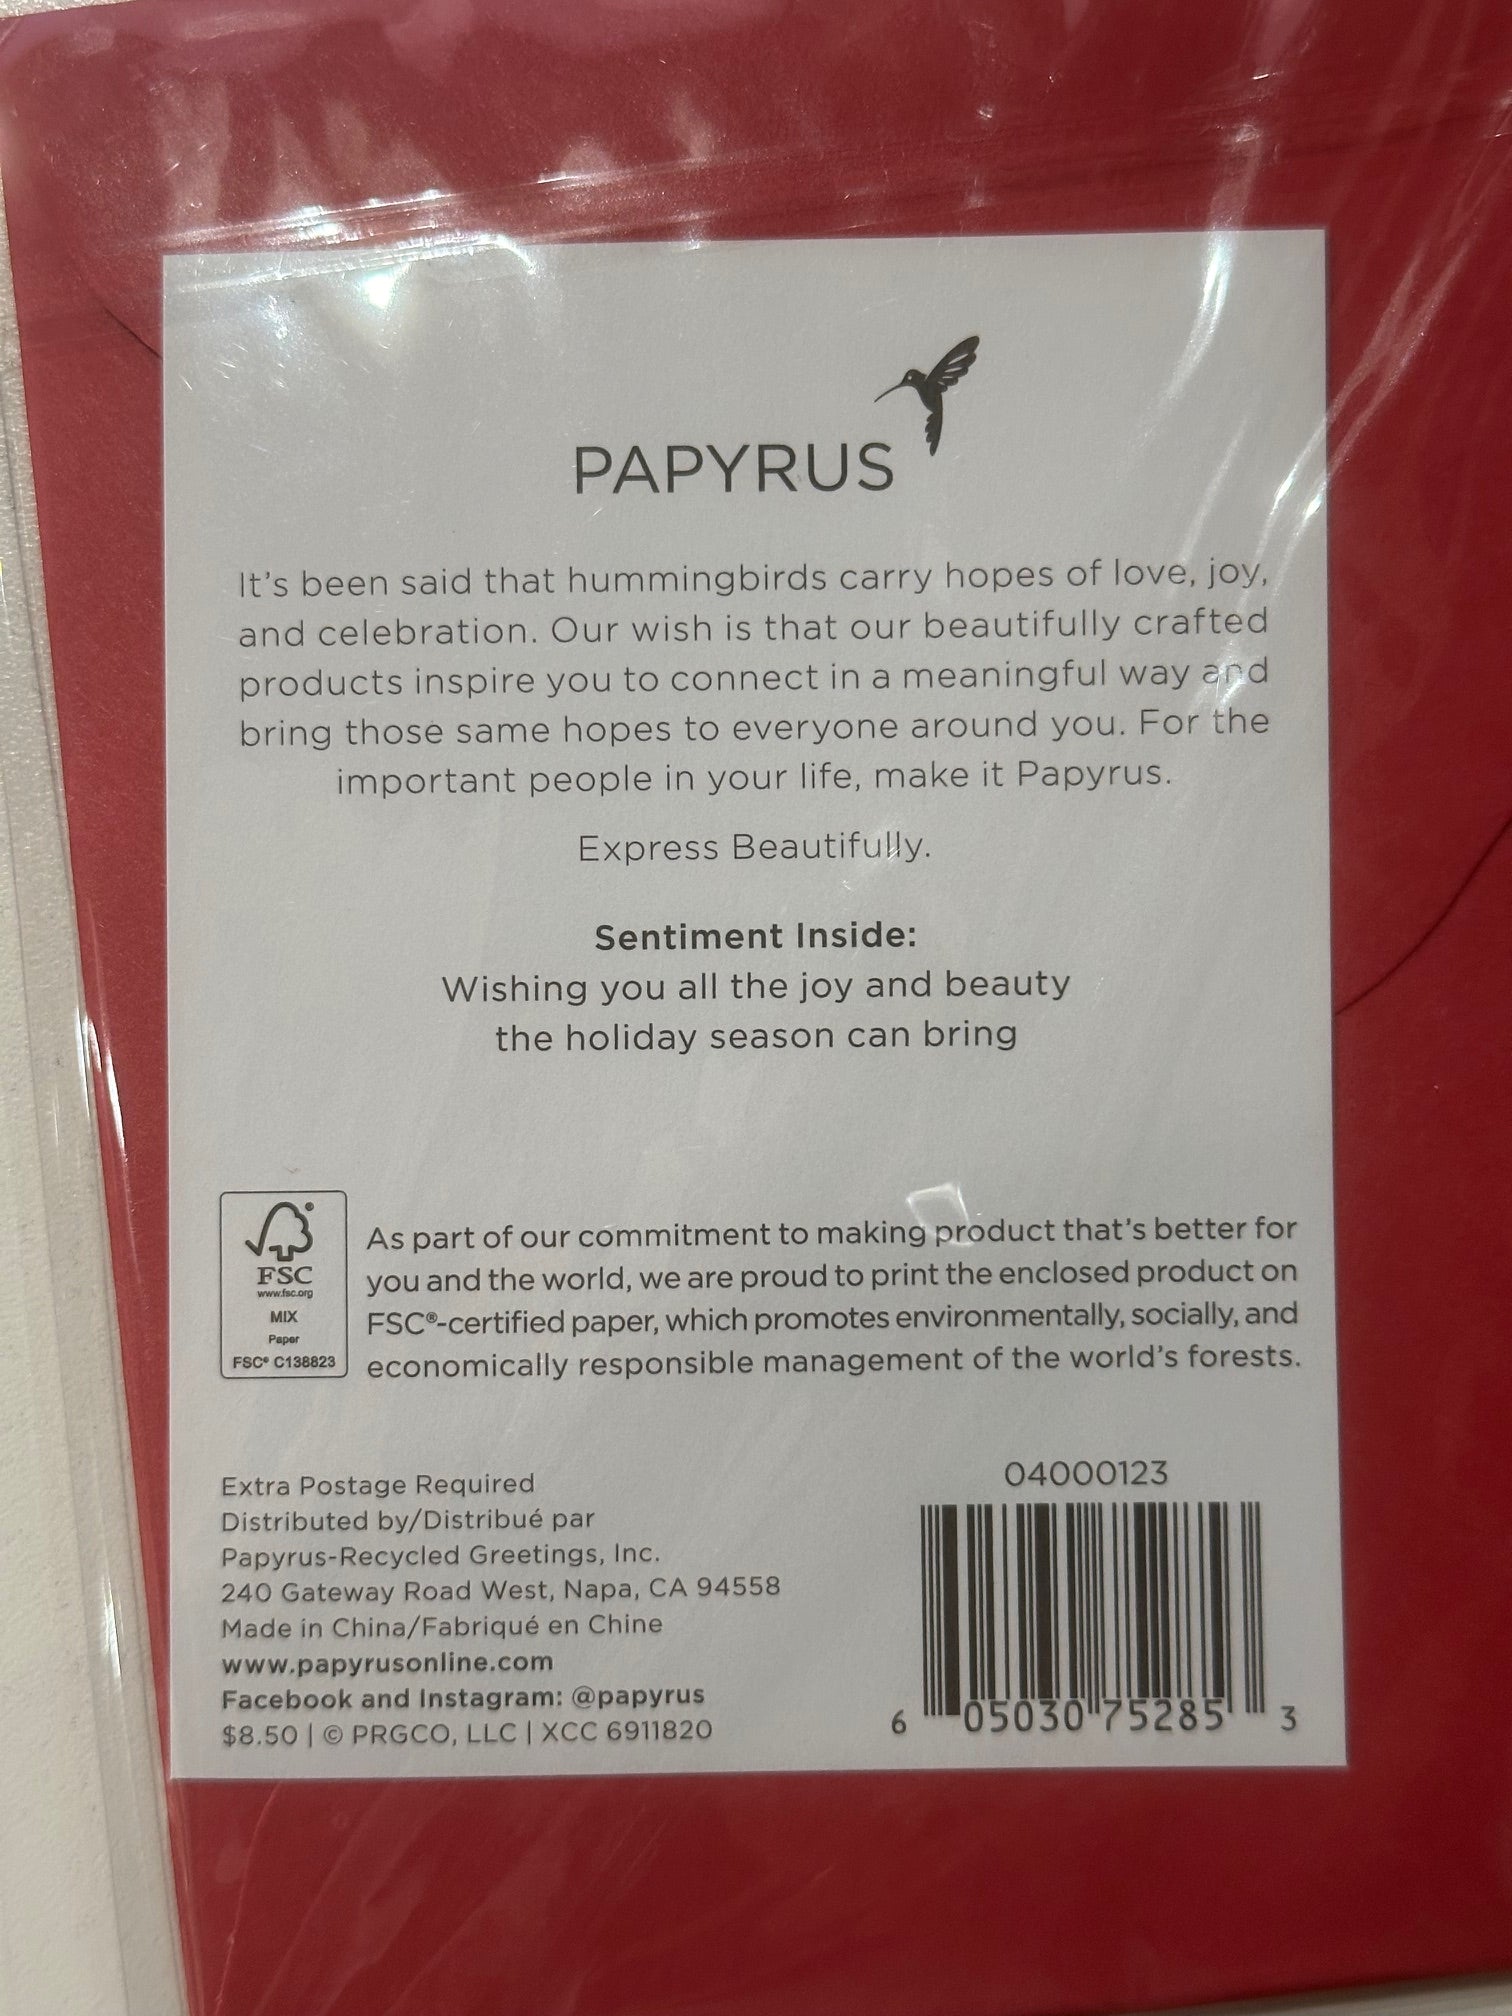 PAPYRUS
It's been said that hummingbirds carry hopes of love, joy,
and celebration. Our wish is that our beautifully crafted
products inspire you to connect in a meaningful way and
bring those same hopes to everyone around you. For the
important people in your life, make it Papyrus.
Express Beautifully.
Sentiment Inside:
Wishing you all the joy and beauty
the holiday season can bring
FSC
www.fsc.org
MIX
Paper
FSC® C138823
As part of our commitment to making product that's better for
you and the world, we are proud to print the enclosed product on
FSC®-certified paper, which promotes environmentally, socially, and
economically responsible management of the world's forests.
Extra Postage Required
Distributed by/Distribué par
Papyrus-Recycled Greetings, Inc.
240 Gateway Road West, Napa, CA 94558
Made in China/Fabriqué en Chine
www.papyrusonline.com
Facebook and Instagram: @papyrus
$8.50 | © PRGCO, LLC | XCC 6911820
04000123
6 05030 75285 3